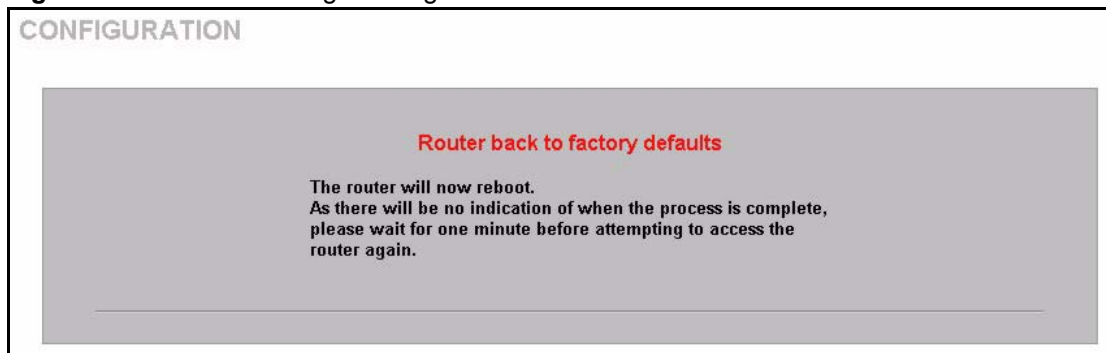 CONFIGURATION
Router back to factory defaults
The router will now reboot.
As there will be no indication of when the process is complete,
please wait for one minute before attempting to access the
router again.